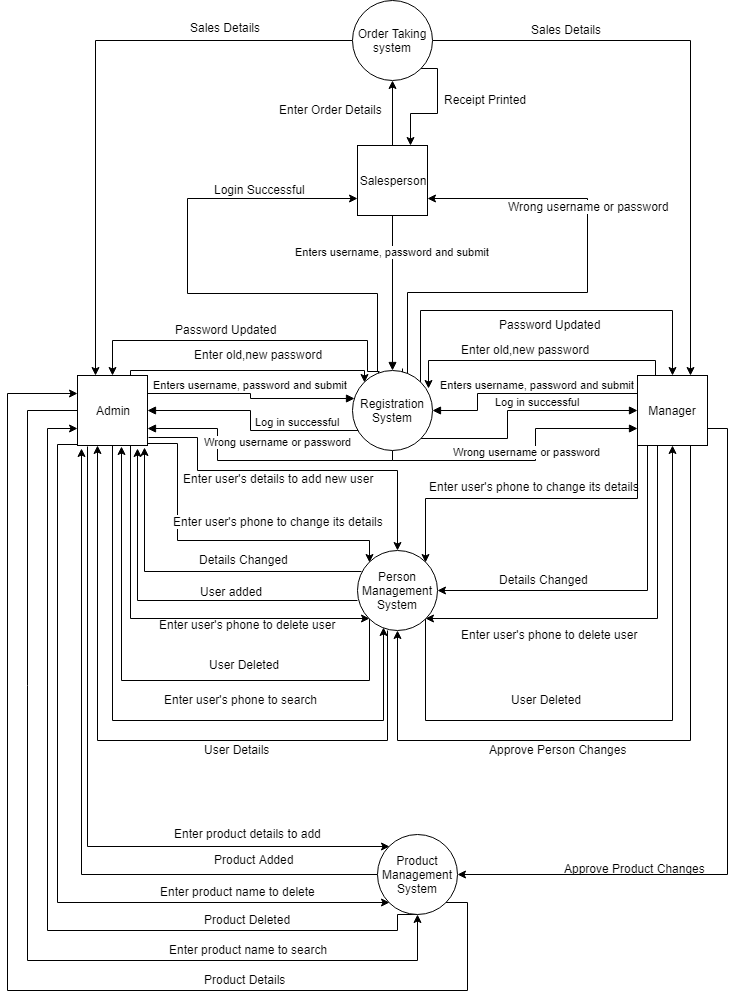 Order Taking
system
Sales Details
Sales Details
Enter Order Details
Receipt Printed
Salesperson
Login Successful
Wrong username or password
Enters username, password and submit
Password Updated
Password Updated
Enter old,new password
Enter old,new password
Enters username, password and submit
Enters username, password and submit
Admin
Registration
System
Manager
Log in successful
Log in successful
Wrong username or password
Wrong username or password
Enter user's details to add new user
Enter user's phone to change its details
Enter user's phone to change its details
Details Changed
Details Changed
Person
Management
System
User added
Enter user's phone to delete user
Enter user's phone to delete user
User Deleted
User Deleted
Enter user's phone to search
User Details
Approve Person Changes
Enter product details to add
Product Added
Product
Management
System
Approve Product Changes
Enter product name to delete
Product Deleted
Enter product name to search
Product Details